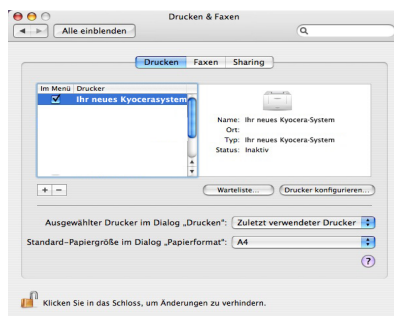 Drucken & Faxen
Alle einblenden
Drucken Faxen Sharing
Im Menü Drucker
Ihr neues Kyocerasystem
Name: Ihr neues Kyocera-System
Ort:
Typ: Ihr neues Kyocera-System
Status: Inaktiv
+ −
Warteliste... Drucker konfigurieren...
Ausgewählter Drucker im Dialog „Drucken“: Zuletzt verwendeter Drucker
Standard-Papiergröße im Dialog „Papierformat“: A4
?
Klicken Sie in das Schloss, um Änderungen zu verhindern.